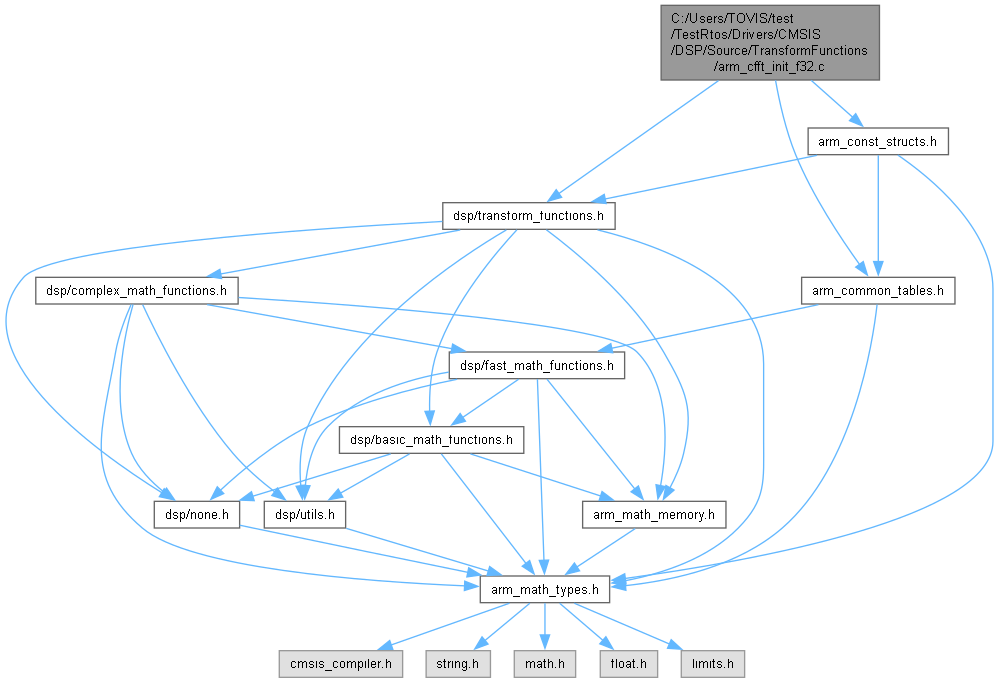 C:/Users/TOVIS/test
/TestRtos/Drivers/CMSIS
/DSP/Source/TransformFunctions
/arm_cfft_init_f32.c
arm_const_structs.h
dsp/transform_functions.h
dsp/complex_math_functions.h
arm_common_tables.h
dsp/fast_math_functions.h
dsp/basic_math_functions.h
dsp/none.h
dsp/utils.h
arm_math_memory.h
arm_math_types.h
cmsis_compiler.h
string.h
math.h
float.h
limits.h